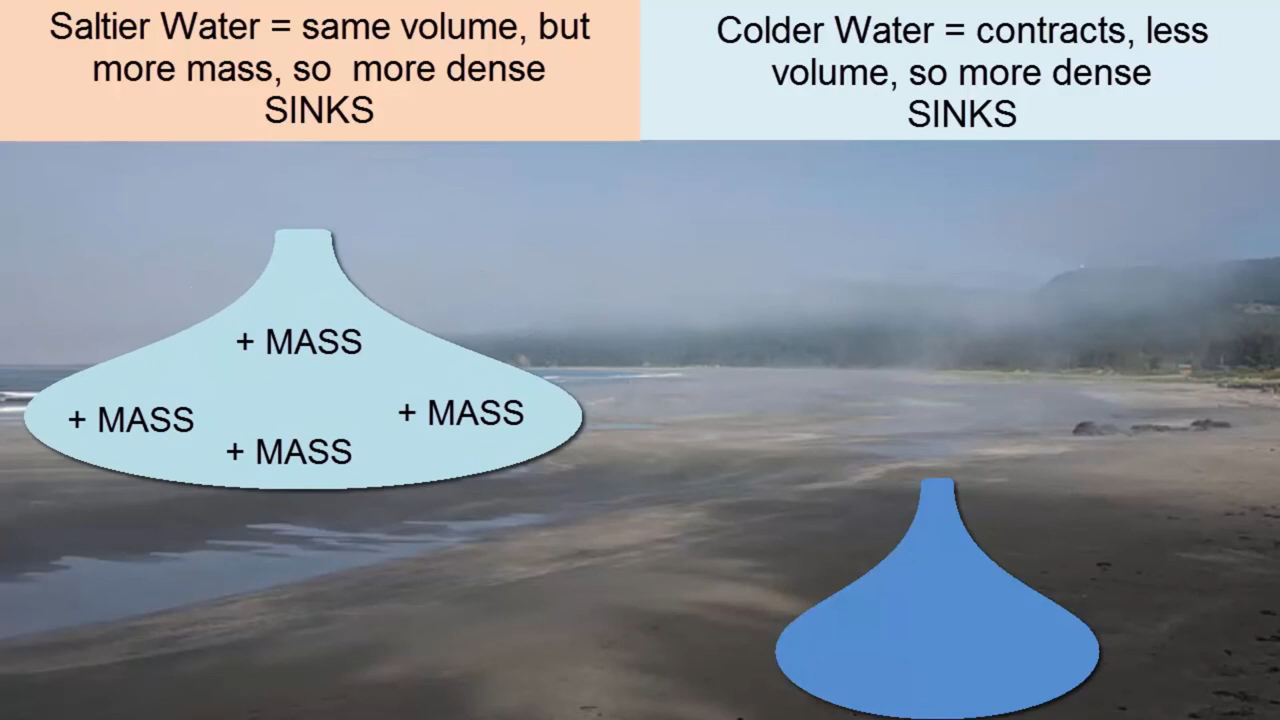 Saltier Water = same volume, but
more mass, so  more dense
SINKS
Colder Water = contracts, less
volume, so more dense
SINKS
+ MASS
+ MASS
+ MASS
+ MASS